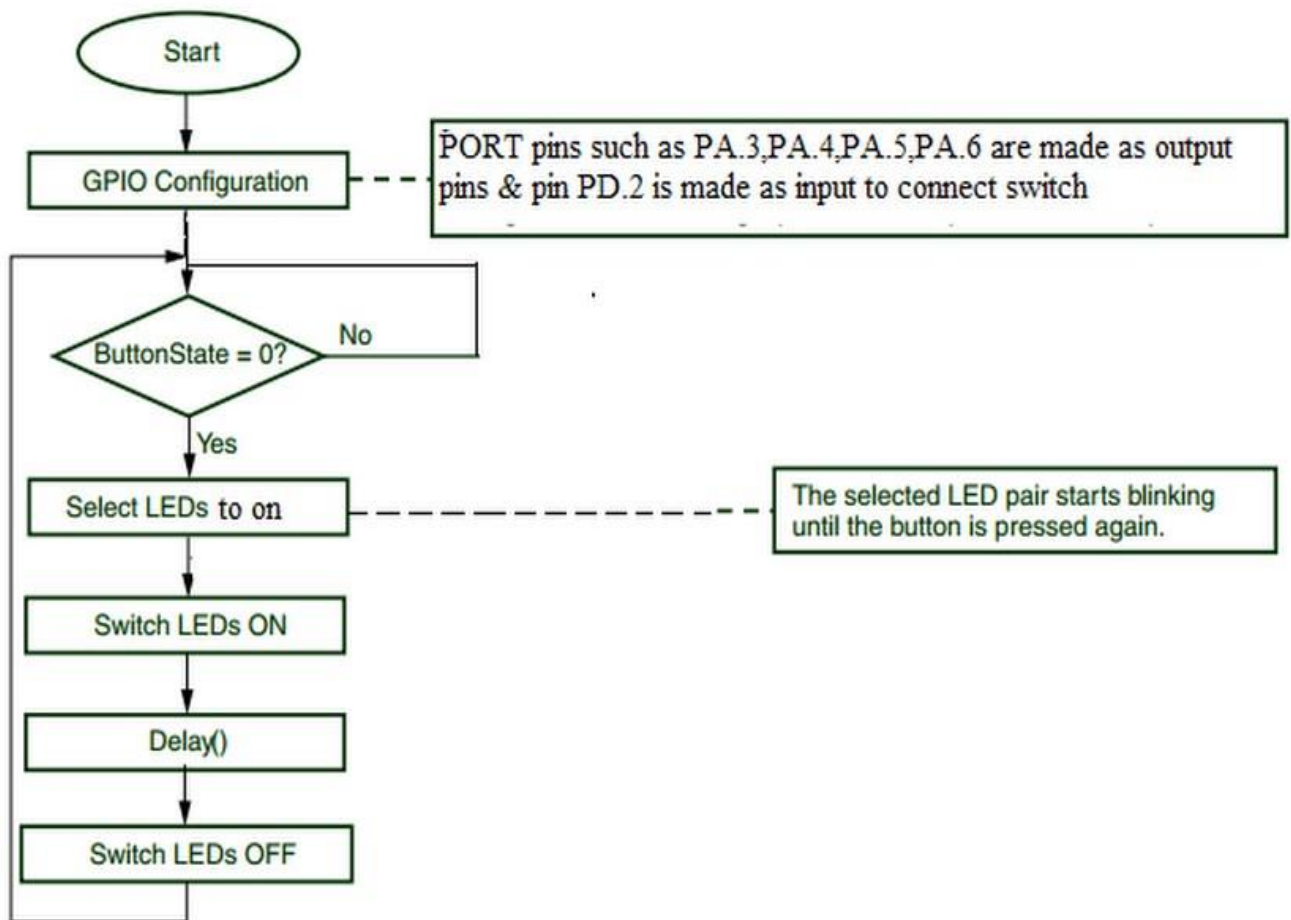 Start
GPIO Configuration
PORT pins such as PA.3,PA.4,PA.5,PA.6 are made as output
pins & pin PD.2 is made as input to connect switch
ButtonState = 0?
No
Yes
Select LEDs to on
The selected LED pair starts blinking
until the button is pressed again.
Switch LEDs ON
Delay()
Switch LEDs OFF